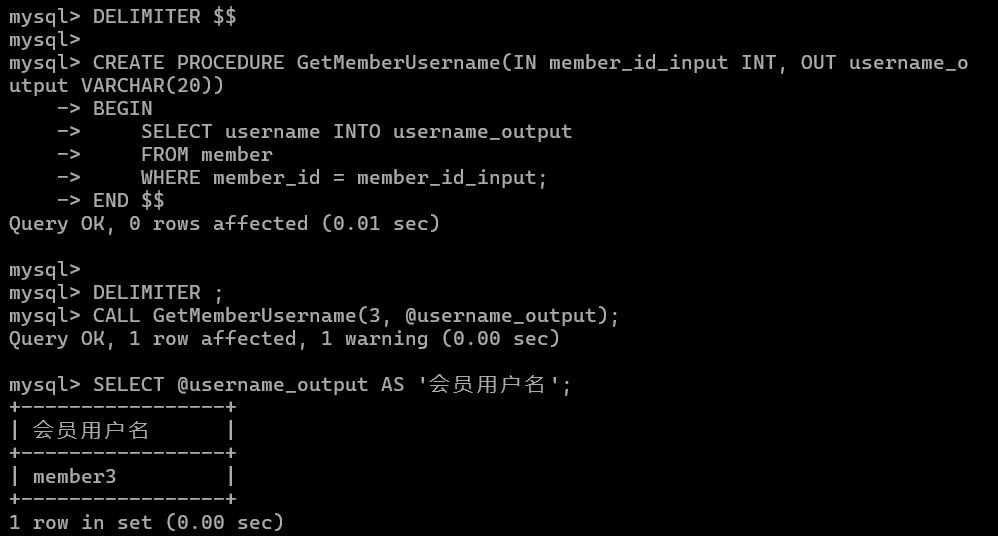 mysql> DELIMITER $$
mysql>
mysql> CREATE PROCEDURE GetMemberUsername(IN member_id_input INT, OUT username_o
utput VARCHAR(20))
    -> BEGIN
    ->     SELECT username INTO username_output
    ->     FROM member
    ->     WHERE member_id = member_id_input;
    -> END $$
Query OK, 0 rows affected (0.01 sec)

mysql>
mysql> DELIMITER ;
mysql> CALL GetMemberUsername(3, @username_output);
Query OK, 1 row affected, 1 warning (0.00 sec)

mysql> SELECT @username_output AS '会员用户名';
+-----------------+
| 会员用户名      |
+-----------------+
| member3         |
+-----------------+
1 row in set (0.00 sec)